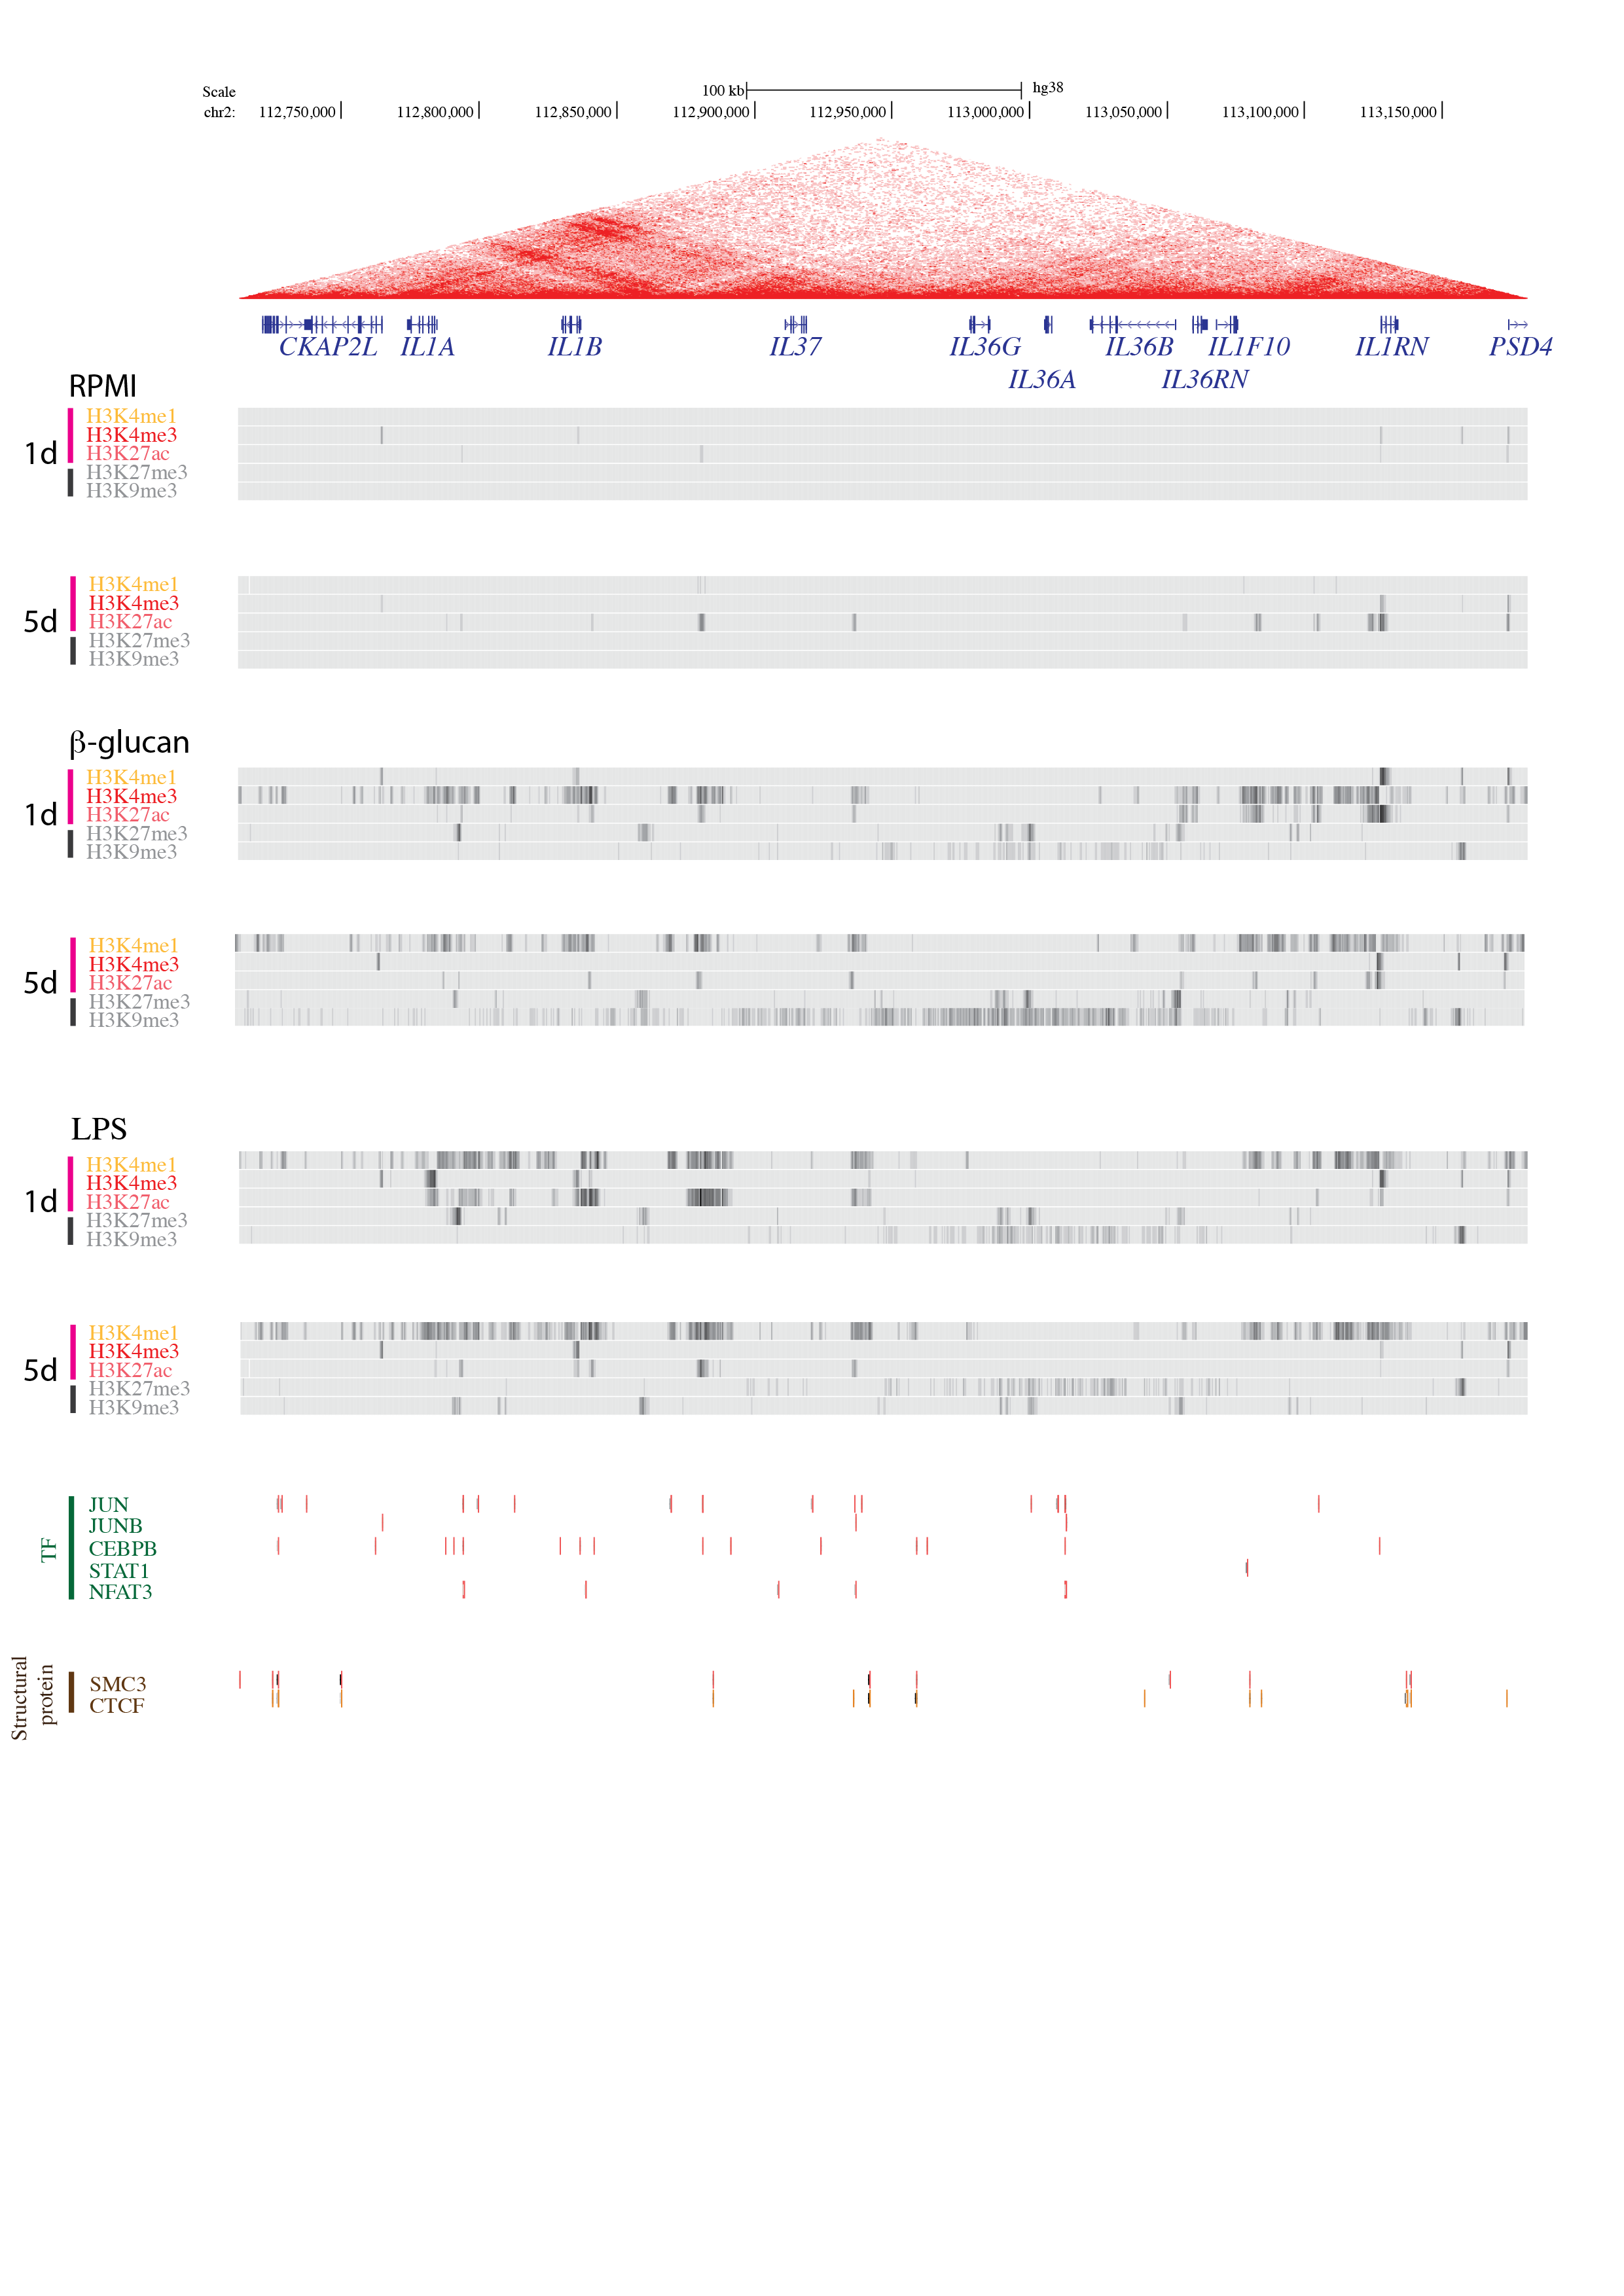 Scale 100 kb hg38
chr2: 112,750,000 112,800,000 112,850,000 112,900,000 112,950,000 113,000,000 113,050,000 113,100,000 113,150,000
CKAP2L IL1A IL1B IL37 IL36G IL36B IL1F10 IL1RN PSD4
IL36A IL36RN
RPMI
1d
H3K4me1
H3K4me3
H3K27ac
H3K27me3
H3K9me3
5d
H3K4me1
H3K4me3
H3K27ac
H3K27me3
H3K9me3
β-glucan
1d
H3K4me1
H3K4me3
H3K27ac
H3K27me3
H3K9me3
5d
H3K4me1
H3K4me3
H3K27ac
H3K27me3
H3K9me3
LPS
1d
H3K4me1
H3K4me3
H3K27ac
H3K27me3
H3K9me3
5d
H3K4me1
H3K4me3
H3K27ac
H3K27me3
H3K9me3
TF
JUN
JUNB
CEBPB
STAT1
NFAT3
Structural
protein
SMC3
CTCF